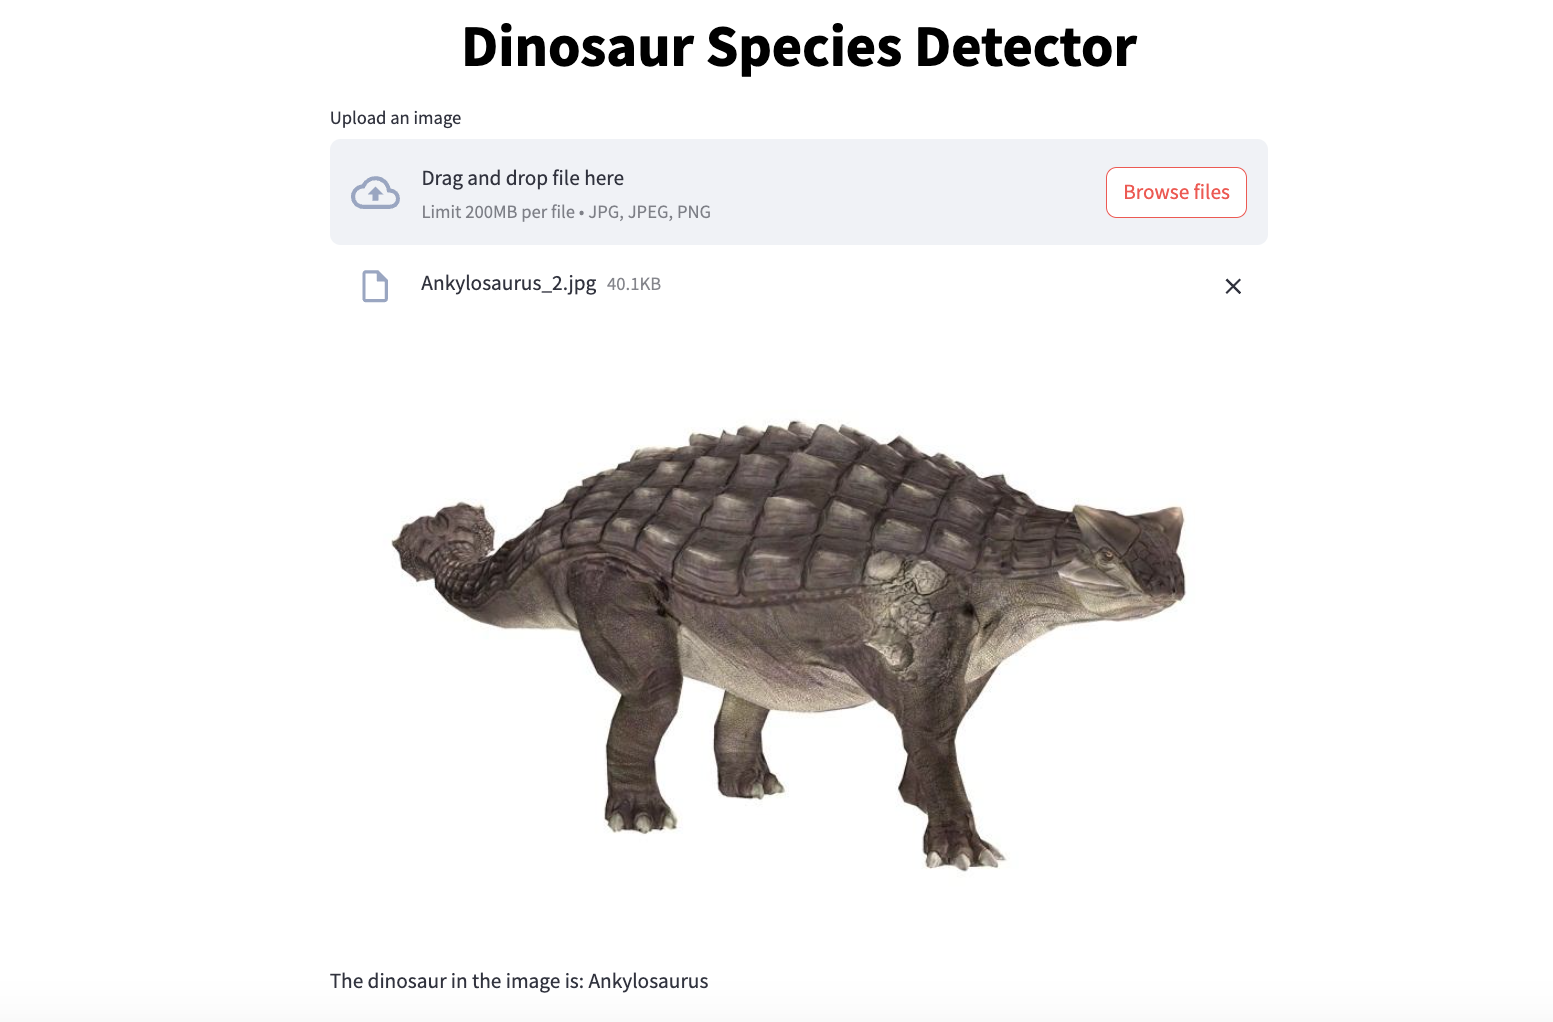 Dinosaur Species Detector
Upload an image
Drag and drop file here
Limit 200MB per file • JPG, JPEG, PNG
Browse files
Ankylosaurus_2.jpg 40.1KB
The dinosaur in the image is: Ankylosaurus